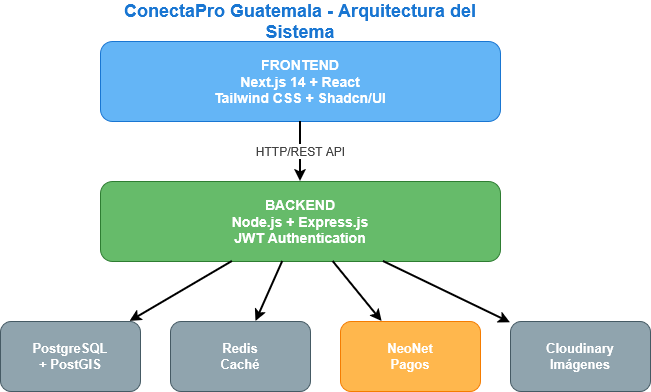 ConectaPro Guatemala - Arquitectura del
Sistema
FRONTEND
Next.js 14 + React
Tailwind CSS + Shadcn/UI
HTTP/REST API
BACKEND
Node.js + Express.js
JWT Authentication
PostgreSQL
+ PostGIS
Redis
Caché
NeoNet
Pagos
Cloudinary
Imágenes